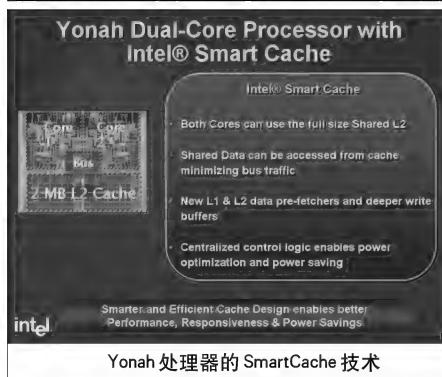 Yonah Dual-Core Processor with
Intel® Smart Cache
Intel® Smart Cache
Core Core
Bus
2 MB L2 Cache
Both Cores can use the full size Shared L2
Shared Data can be accessed from cache
minimizing bus traffic
New L1 & L2 data pre-fetchers and deeper write
buffers
Centralized control logic enables power
optimization and power saving
Smarter and Efficient Cache Design enables better
Performance, Responsiveness & Power Savings
intel
Yonah 处理器的 SmartCache 技术